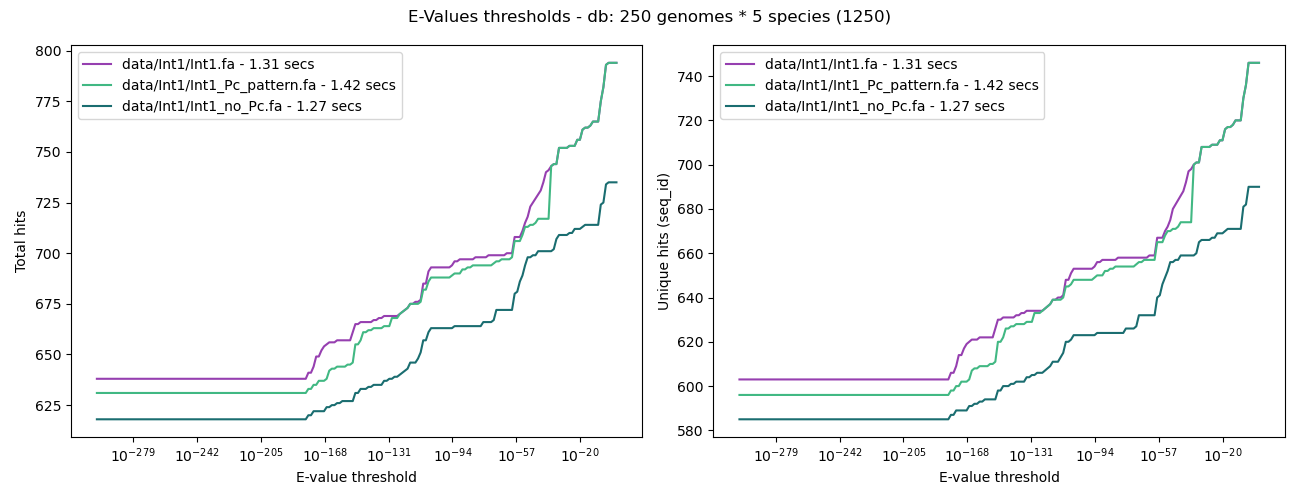 E-Values thresholds - db: 250 genomes * 5 species (1250)
data/Int1/Int1.fa - 1.31 secs
data/Int1/Int1_Pc_pattern.fa - 1.42 secs
data/Int1/Int1_no_Pc.fa - 1.27 secs
Total hits
800
775
750
725
700
675
650
625
10^-279 10^-242 10^-205 10^-168 10^-131 10^-94 10^-57 10^-20
E-value threshold
data/Int1/Int1.fa - 1.31 secs
data/Int1/Int1_Pc_pattern.fa - 1.42 secs
data/Int1/Int1_no_Pc.fa - 1.27 secs
Unique hits (seq_id)
740
720
700
680
660
640
620
600
580
10^-279 10^-242 10^-205 10^-168 10^-131 10^-94 10^-57 10^-20
E-value threshold